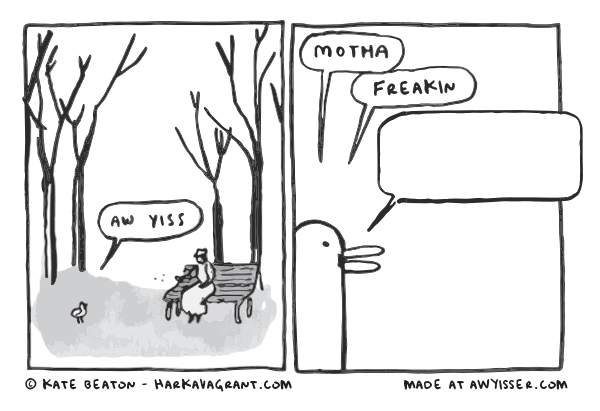 AW YISS
MOTHA
FREAKIN
© KATE BEATON - HARKAVAGRANT.COM
MADE AT AWYISSER.COM